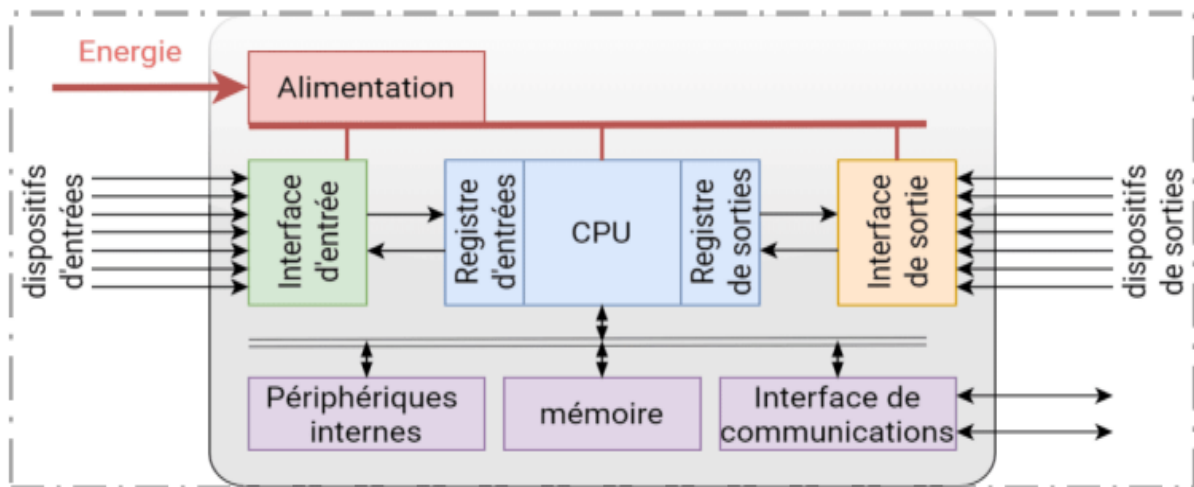 Energie
Alimentation
dispositifs
d'entrées
Interface
d'entrée
Registre
d'entrées
CPU
Registre
de sorties
Interface
de sortie
dispositifs
de sorties
Périphériques
internes
mémoire
Interface de
communications